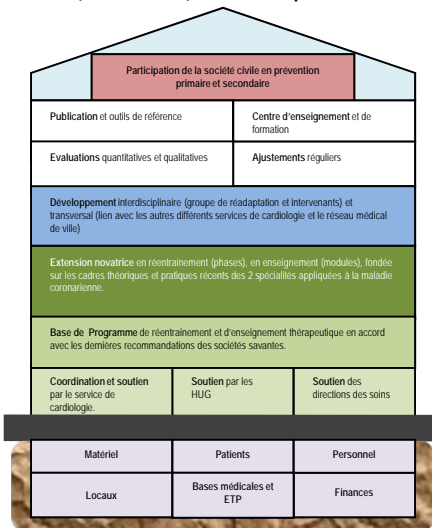 Participation de la société civile en prévention
primaire et secondaire
Publication et outils de référence
Centre d'enseignement et de
formation
Evaluations quantitatives et qualitatives
Ajustements réguliers
Développement interdisciplinaire (groupe de réadaptation et intervenants) et
transversal (lien avec les autres différents services de cardiologie et le réseau médical
de ville)
Extension novatrice en réentrainement (phases), en enseignement (modules), fondée
sur les cadres théoriques et pratiques récents des 2 spécialités appliquées à la maladie
coronarienne.
Base de Programme de réentrainement et d'enseignement thérapeutique en accord
avec les dernières recommandations des sociétés savantes.
Coordination et soutien
par le service de
cardiologie.
Soutien par les
HUG
Soutien des
directions des soins
Matériel
Patients
Personnel
Locaux
Bases médicales et
ETP
Finances